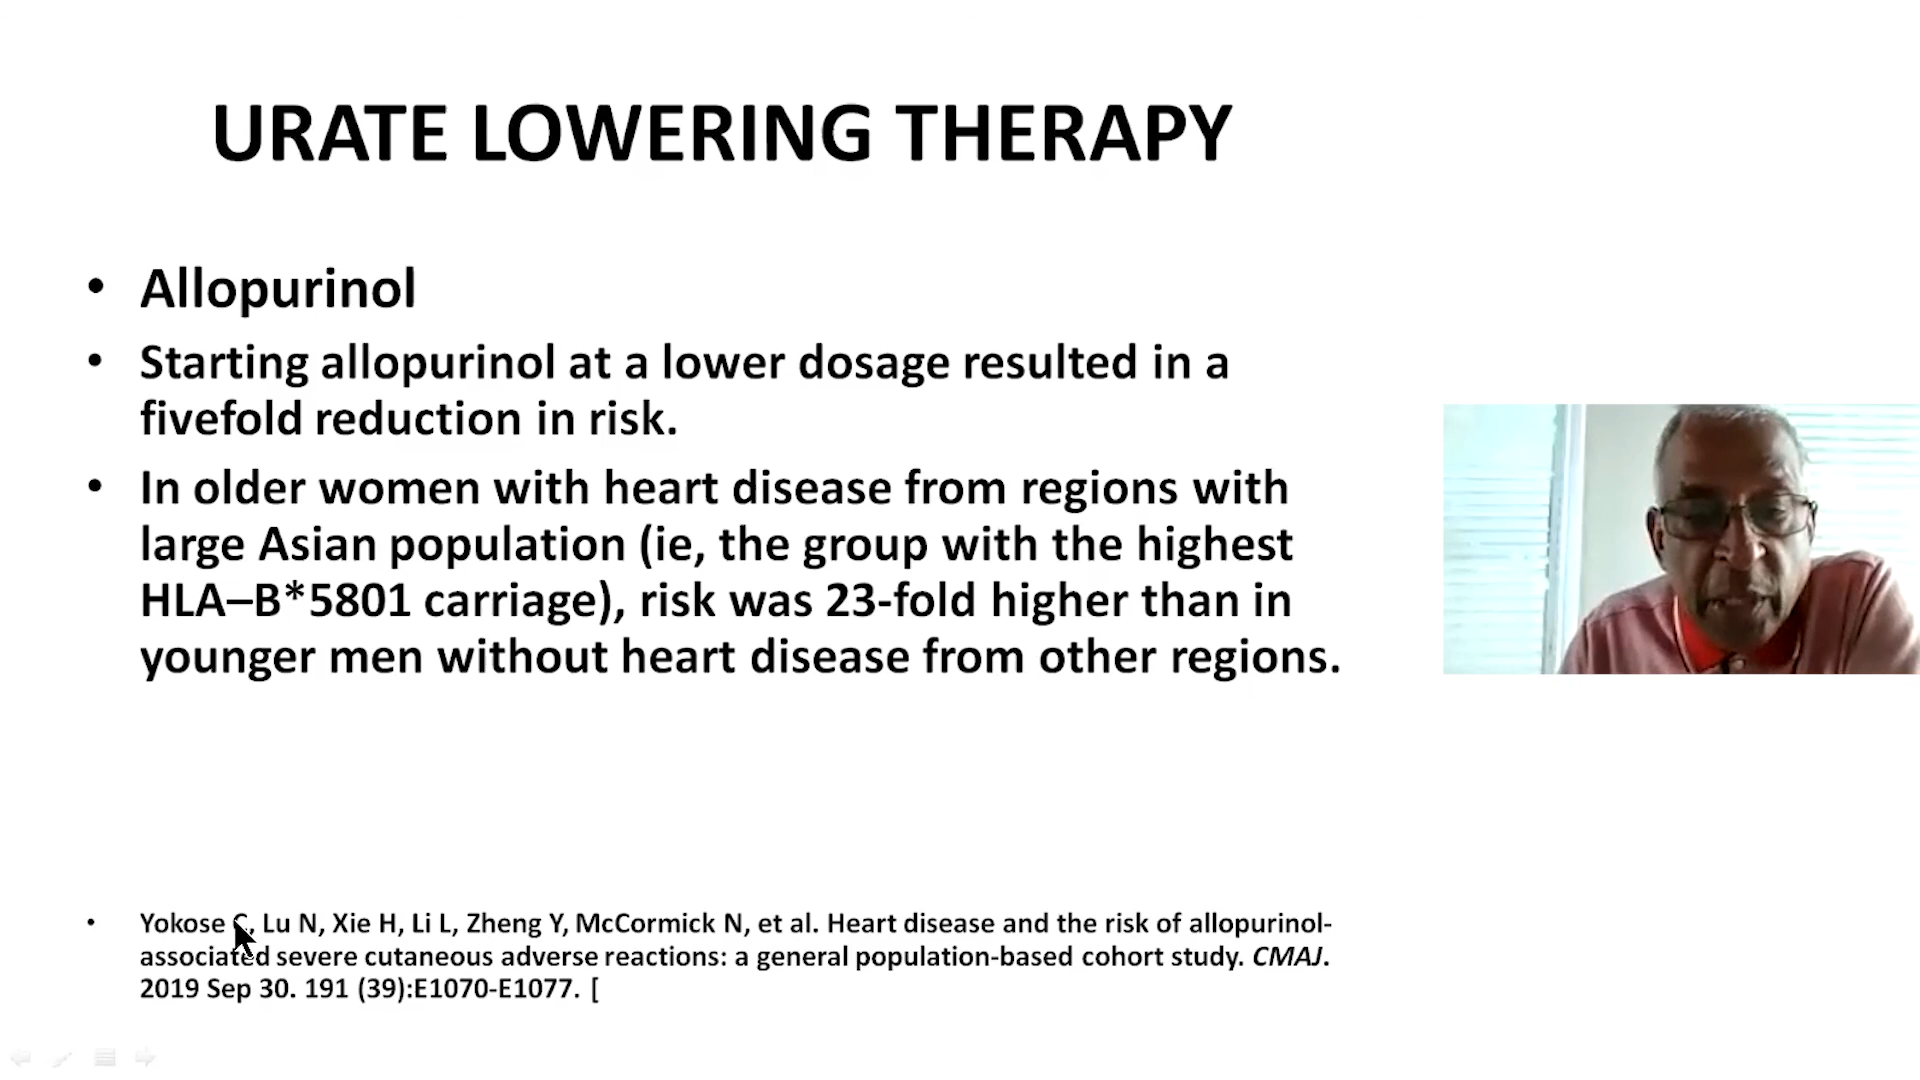 URATE LOWERING THERAPY
• Allopurinol
• Starting allopurinol at a lower dosage resulted in a
fivefold reduction in risk.
• In older women with heart disease from regions with
large Asian population (ie, the group with the highest
HLA–B*5801 carriage), risk was 23-fold higher than in
younger men without heart disease from other regions.
• Yokose C, Lu N, Xie H, Li L, Zheng Y, McCormick N, et al. Heart disease and the risk of allopurinol-
associated severe cutaneous adverse reactions: a general population-based cohort study. CMAJ.
2019 Sep 30. 191 (39):E1070-E1077. [